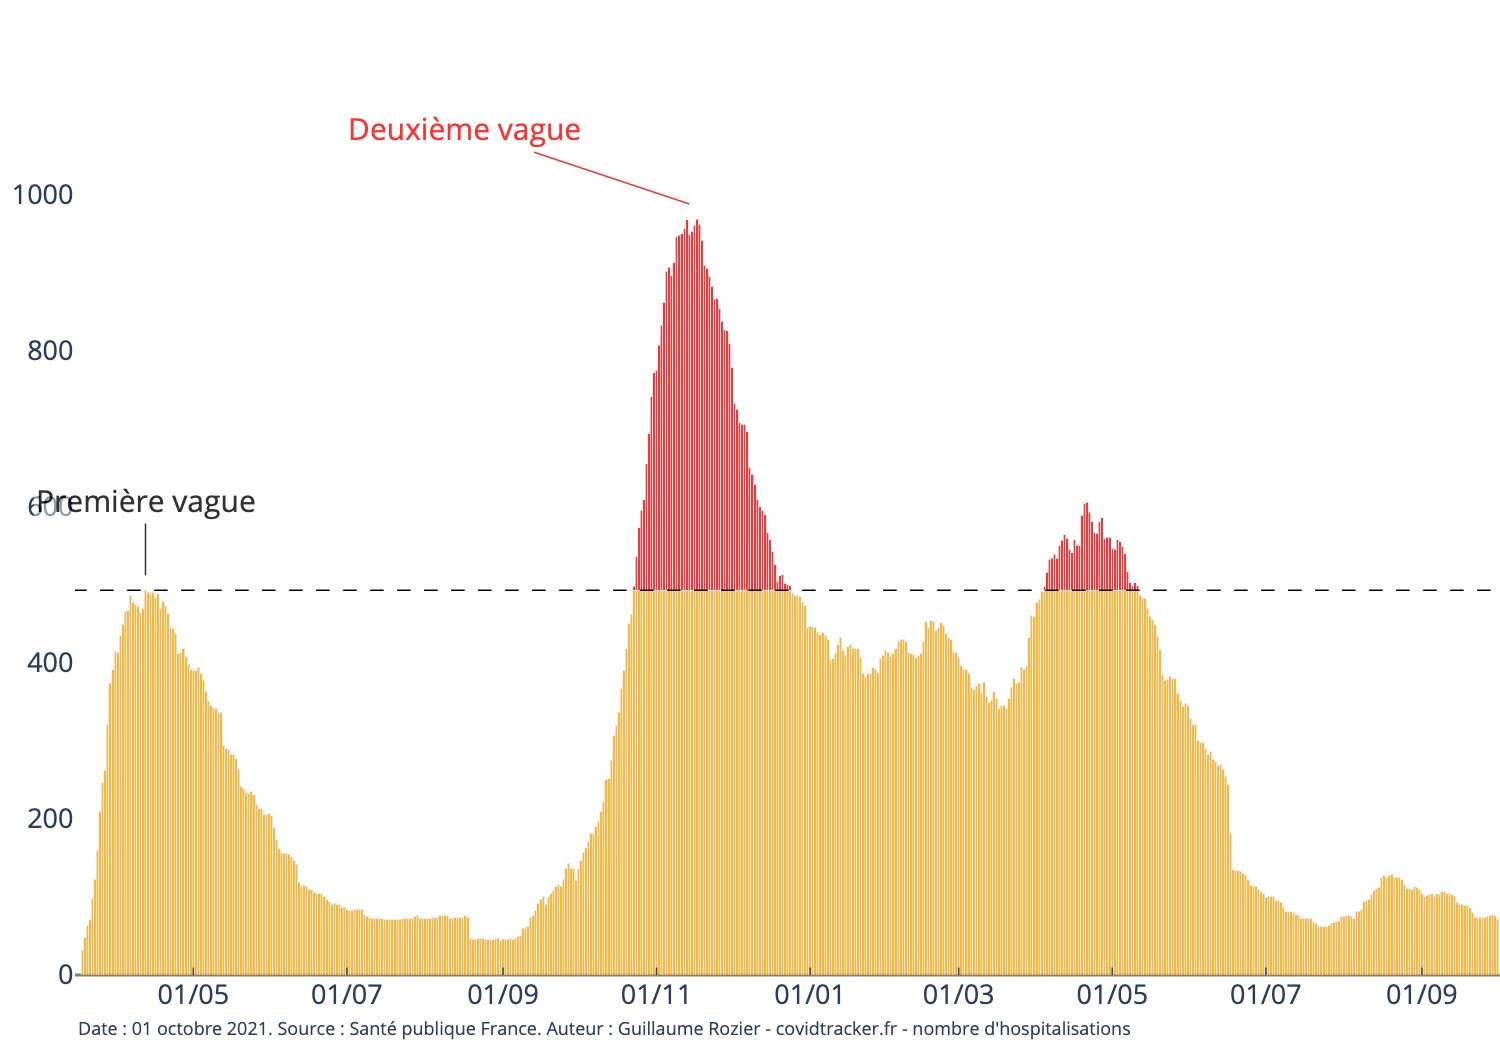 Deuxième vague
1000
800
600
Première vague
400
200
0
01/05 01/07 01/09 01/11 01/01 01/03 01/05 01/07 01/09
Date : 01 octobre 2021. Source : Santé publique France. Auteur : Guillaume Rozier - covidtracker.fr - nombre d'hospitalisations